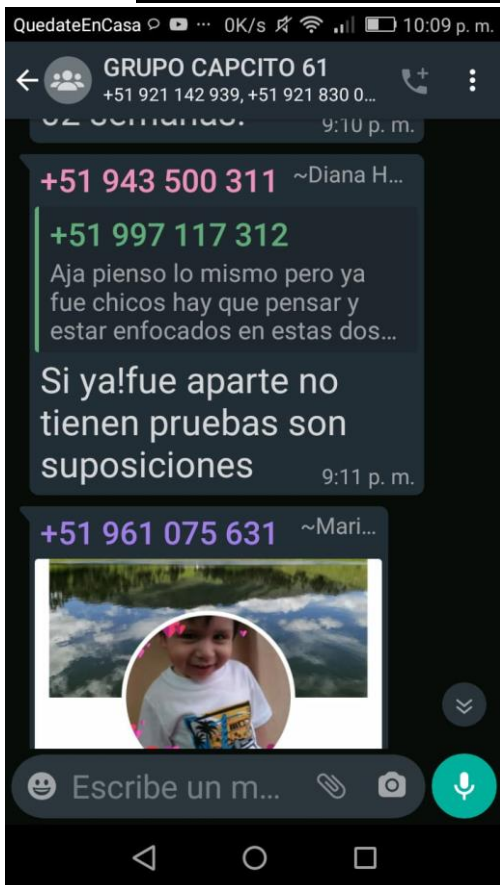 QuedateEnCasa ... 0K/s 10:09 p. m.
GRUPO CAPCITO 61
+51 921 142 939, +51 921 830 0...
02 semanas.
9:10 p. m.
+51 943 500 311 ~Diana H...
+51 997 117 312
Aja pienso lo mismo pero ya
fue chicos hay que pensar y
estar enfocados en estas dos...
Si ya!fue aparte no
tienen pruebas son
suposiciones
9:11 p. m.
+51 961 075 631 ~Mari...
Escribe un m...